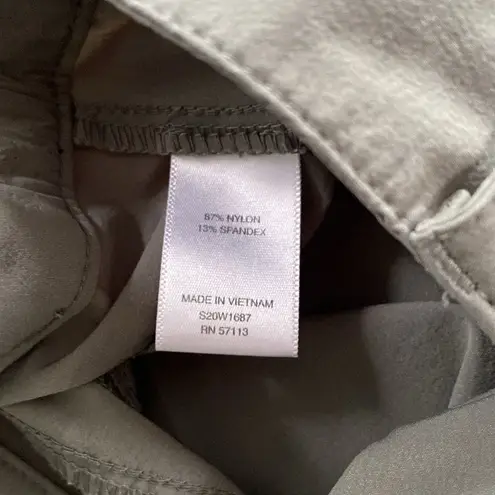 87% NYLON
13% SPANDEX
MADE IN VIETNAM
S20W1687
RN 57113